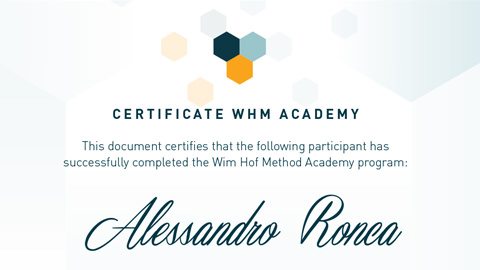 CERTIFICATE WHM ACADEMY
This document certifies that the following participant has
successfully completed the Wim Hof Method Academy program:
Alessandro Ronca